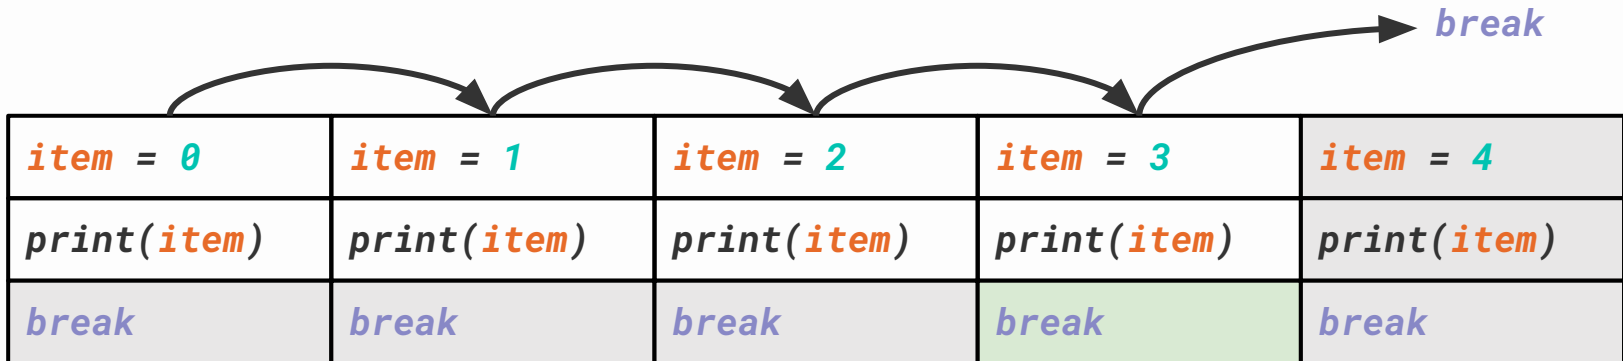 break
item = 0 item = 1 item = 2 item = 3 item = 4
print(item) print(item) print(item) print(item) print(item)
break break break break break